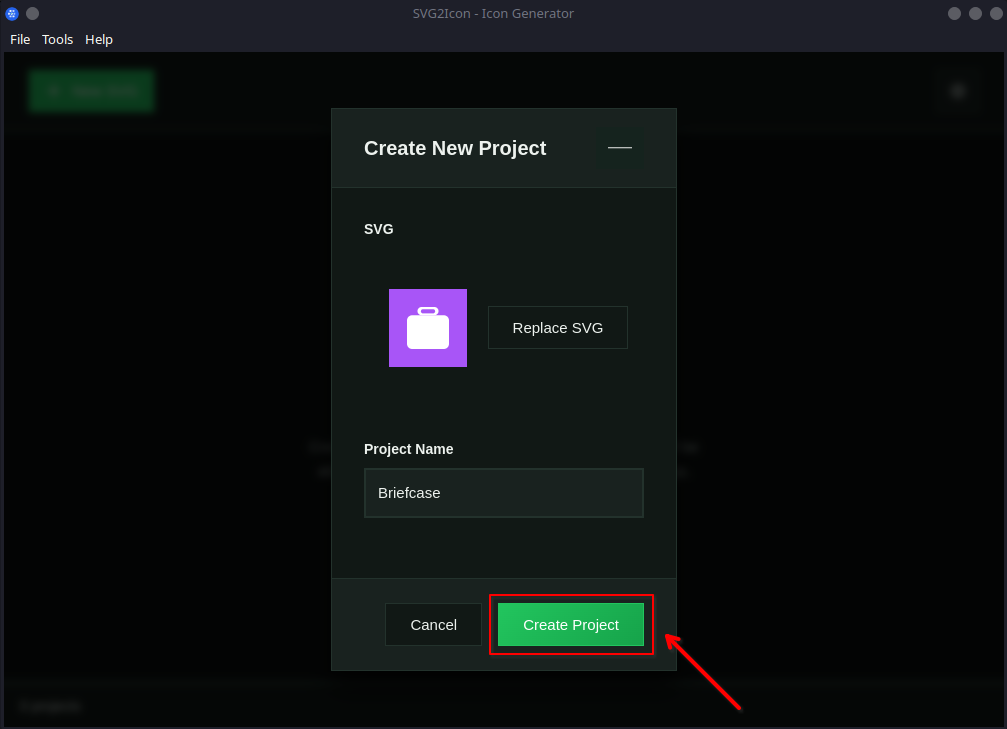 SVG2Icon - Icon Generator
File Tools Help
Create New Project
SVG
Replace SVG
Project Name
Briefcase
Cancel
Create Project